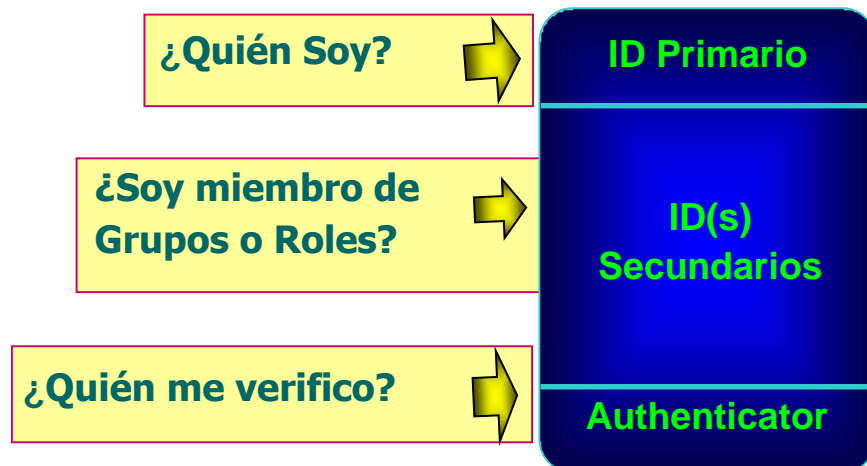 ¿Quién Soy?
ID Primario
¿Soy miembro de
Grupos o Roles?
ID(s)
Secundarios
¿Quién me verifico?
Authenticator